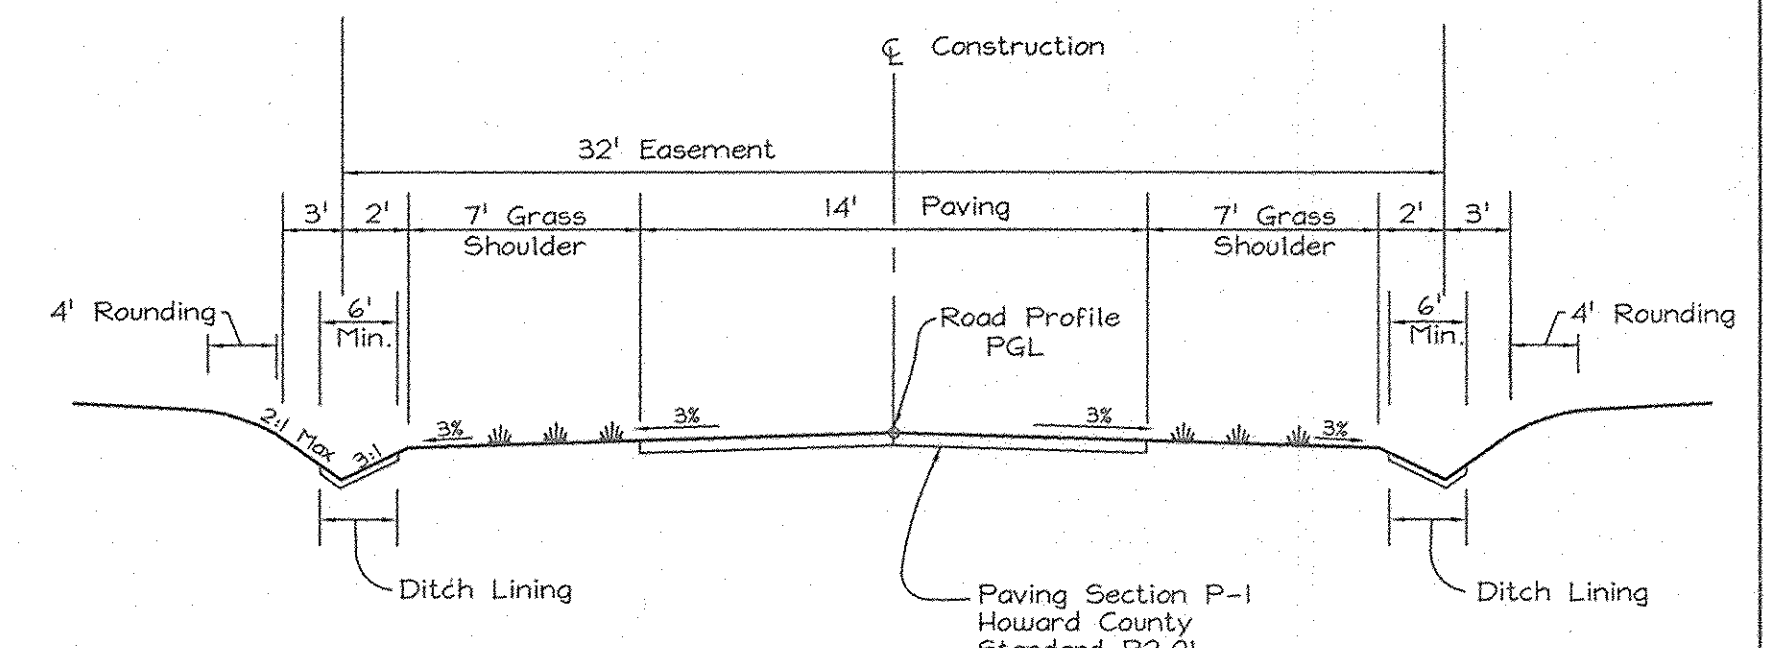 ℄ Construction
32' Easement
3' 2' 7' Grass Shoulder 14' Paving 7' Grass Shoulder 2' 3'
4' Rounding
6' Min.
Road Profile
PGL
6' Min.
4' Rounding
2:1 Max
3:1
3%
3%
3%
3%
Ditch Lining
Paving Section P-1
Howard County
Ditch Lining